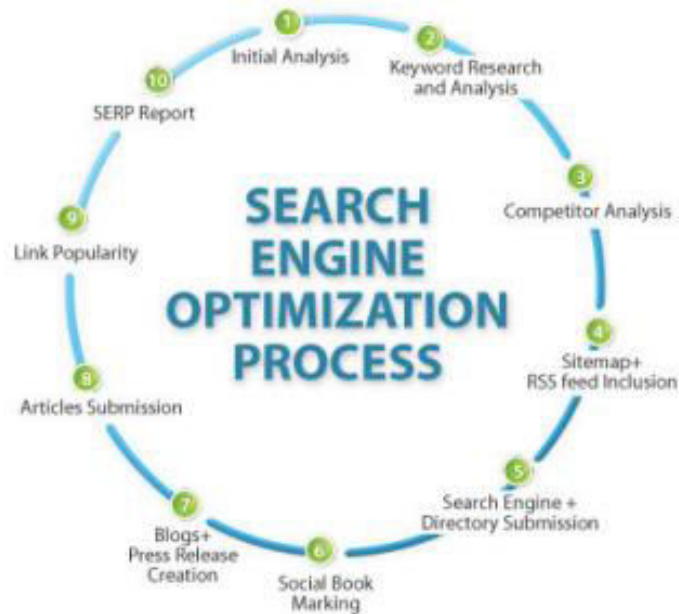 1
Initial Analysis
2
Keyword Research
and Analysis
3
Competitor Analysis
4
Sitemap+
RSS feed Inclusion
5
Search Engine +
Directory Submission
6
Social Book
Marking
7
Blogs+
Press Release
Creation
8
Articles Submission
9
Link Popularity
10
SERP Report
SEARCH
ENGINE
OPTIMIZATION
PROCESS